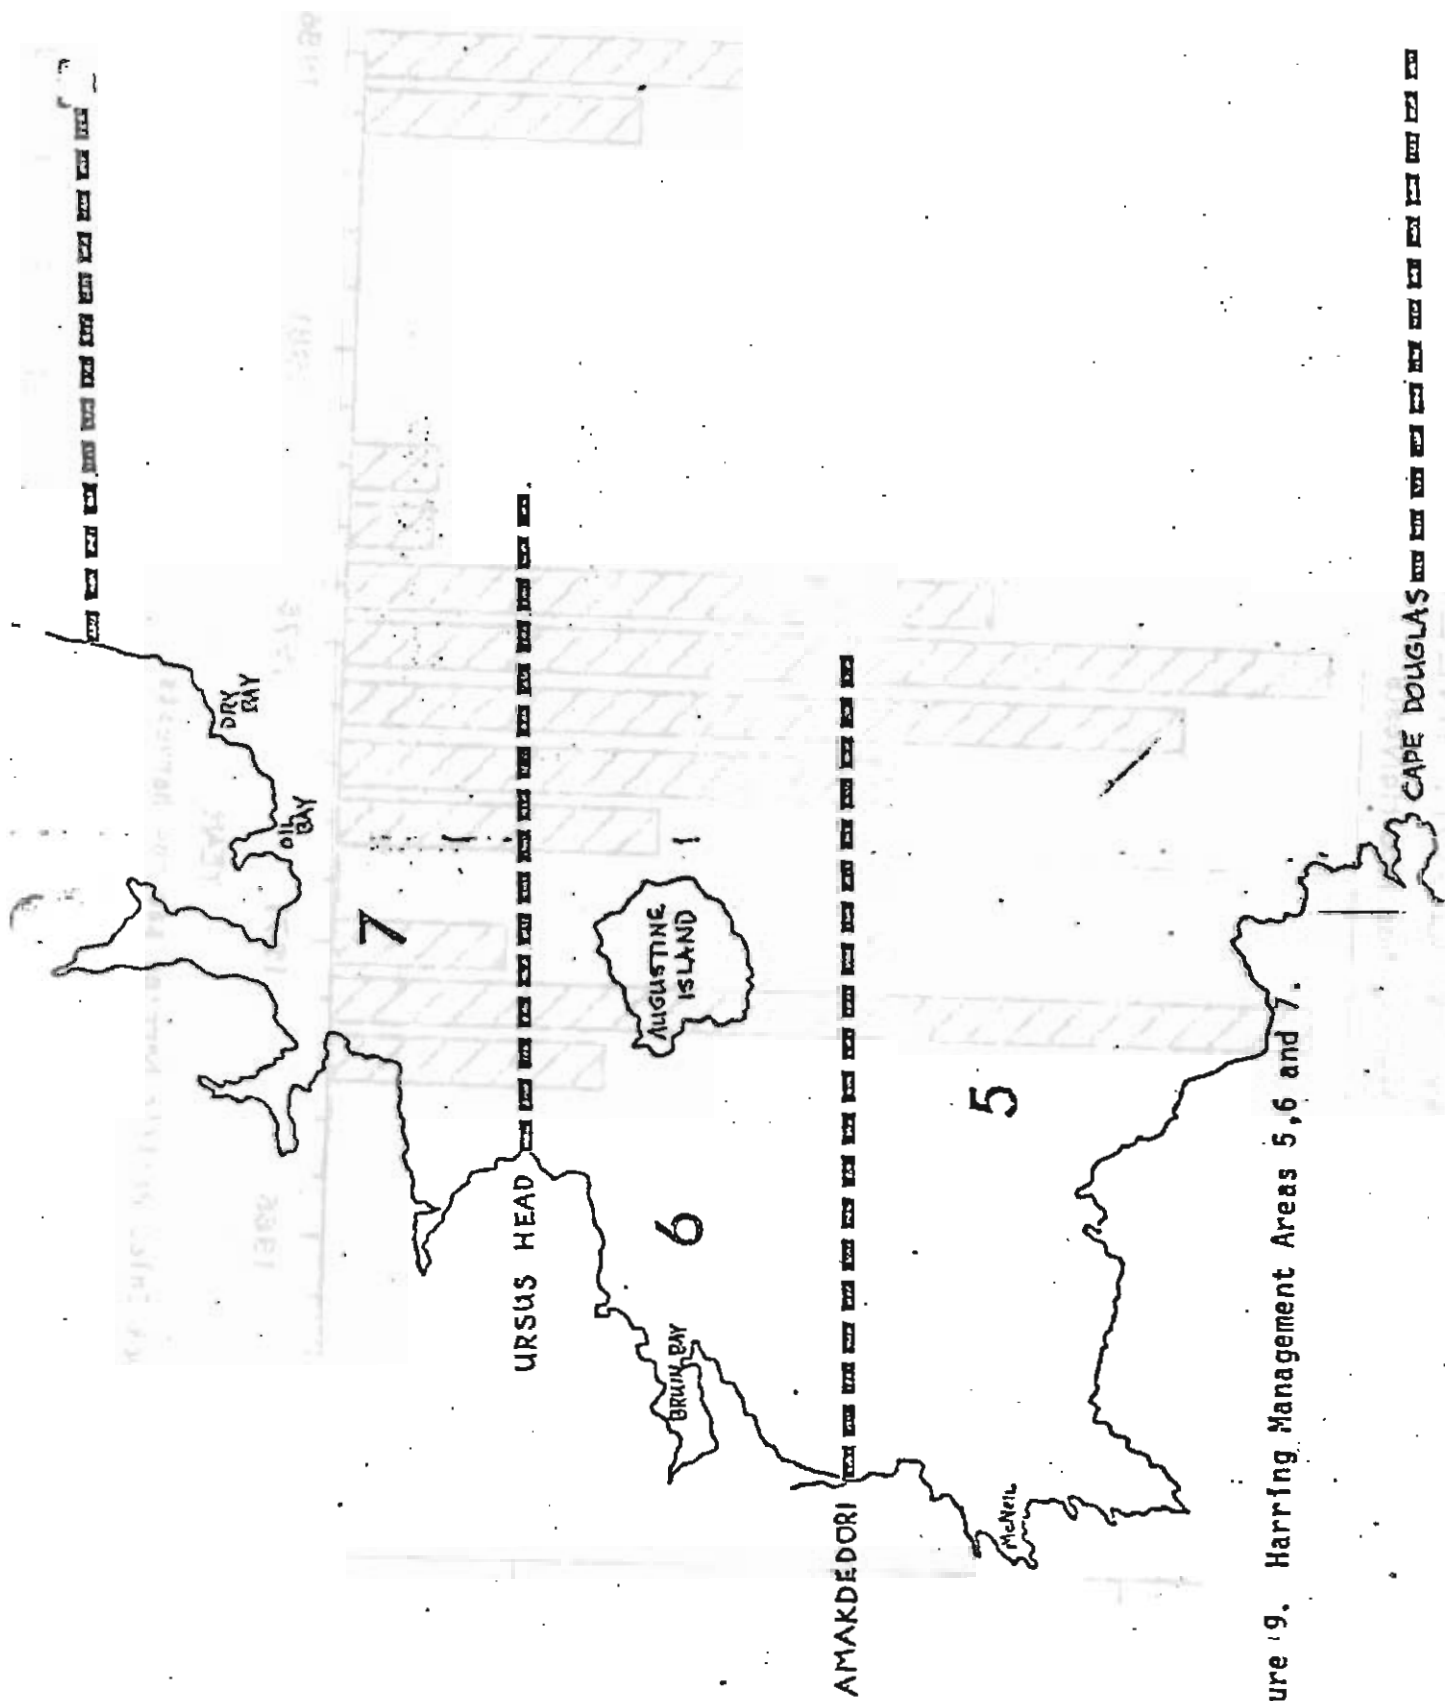 DRY
BAY
OIL
BAY
7
URSUS HEAD
AUGUSTINE
ISLAND
6
BRUIN BAY
AMAKDEDORI
5
McNeil
CAPE DOUGLAS
ure 9. Harring Management Areas 5,6 and 7.